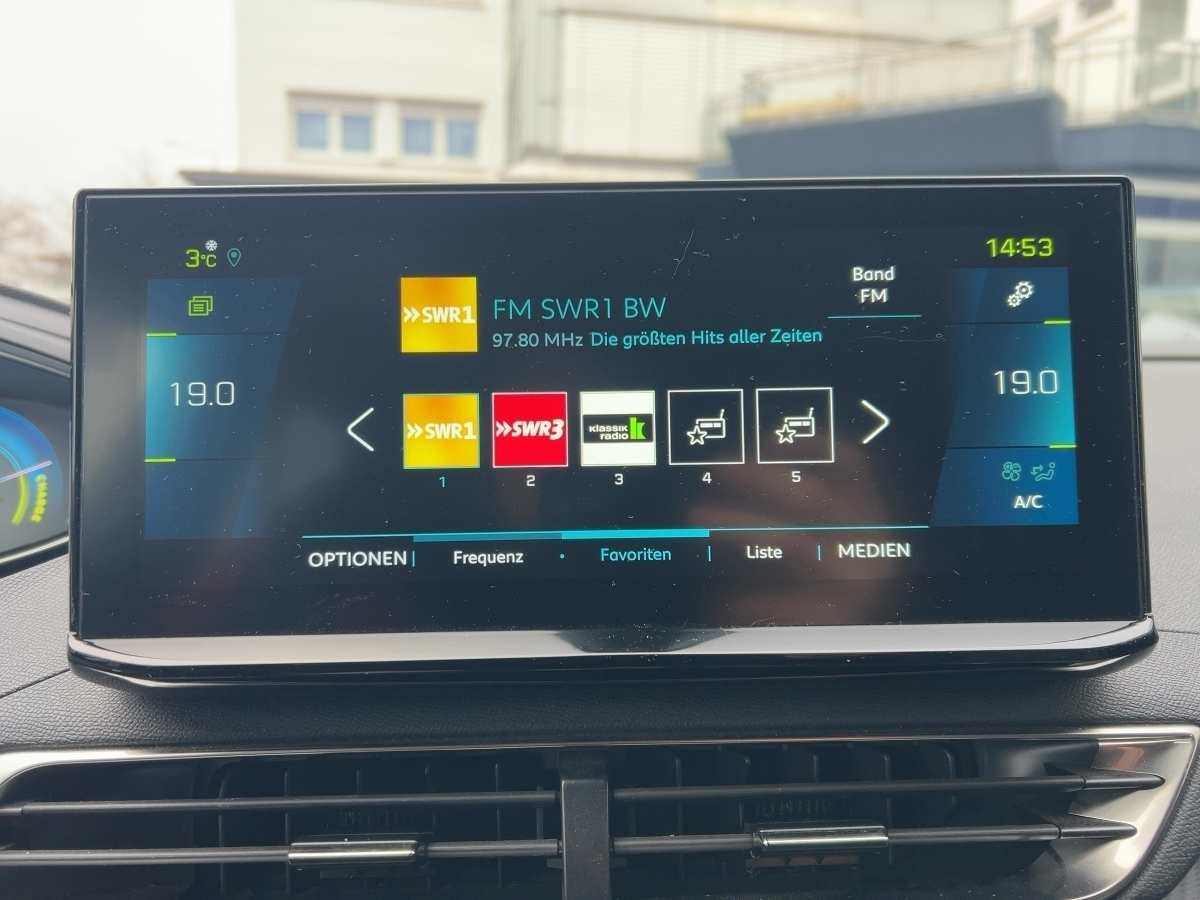 3°C
14:53
»SWR1
FM SWR1 BW
97.80 MHz Die größten Hits aller Zeiten
Band
FM
19.0
19.0
»SWR1
»SWR3
klassik
radio k
1
2
3
4
5
A/C
OPTIONEN | Frequenz • Favoriten | Liste | MEDIEN
CHARGE